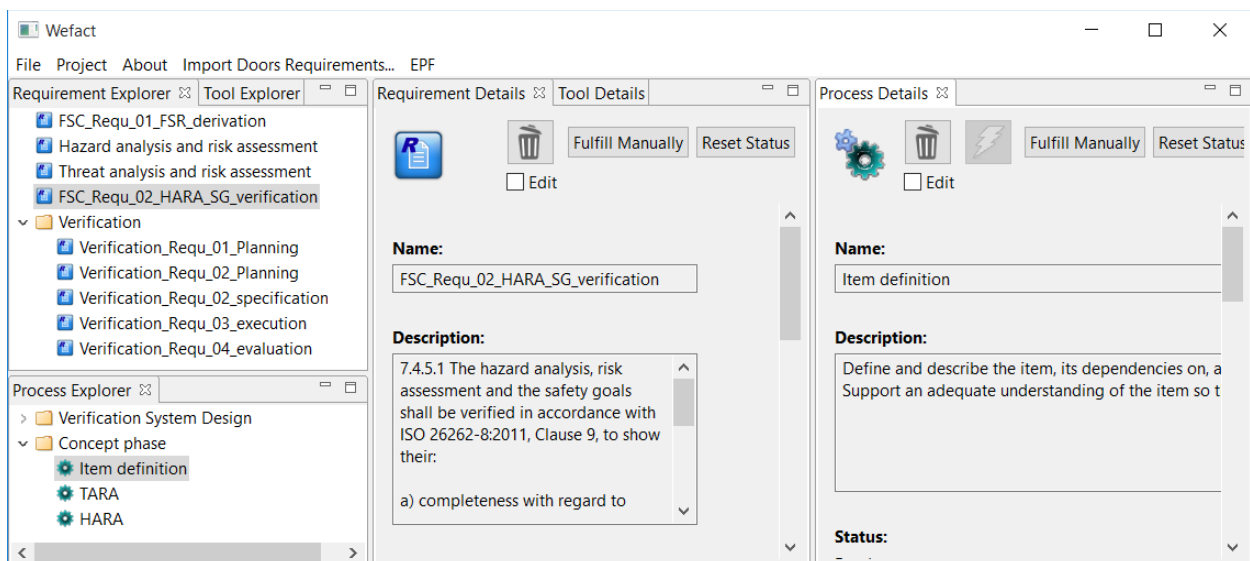 Wefact
File Project About Import Doors Requirements... EPF
Requirement Explorer Tool Explorer
FSC_Requ_01_FSR_derivation
Hazard analysis and risk assessment
Threat analysis and risk assessment
FSC_Requ_02_HARA_SG_verification
Verification
Verification_Requ_01_Planning
Verification_Requ_02_Planning
Verification_Requ_02_specification
Verification_Requ_03_execution
Verification_Requ_04_evaluation
Process Explorer
Verification System Design
Concept phase
Item definition
TARA
HARA
Requirement Details Tool Details
R
Fulfill Manually Reset Status
Edit
Name:
FSC_Requ_02_HARA_SG_verification
Description:
7.4.5.1 The hazard analysis, risk
assessment and the safety goals
shall be verified in accordance with
ISO 26262-8:2011, Clause 9, to show
their:
a) completeness with regard to
Process Details
Fulfill Manually Reset Status
Edit
Name:
Item definition
Description:
Define and describe the item, its dependencies on, a
Support an adequate understanding of the item so t
Status: